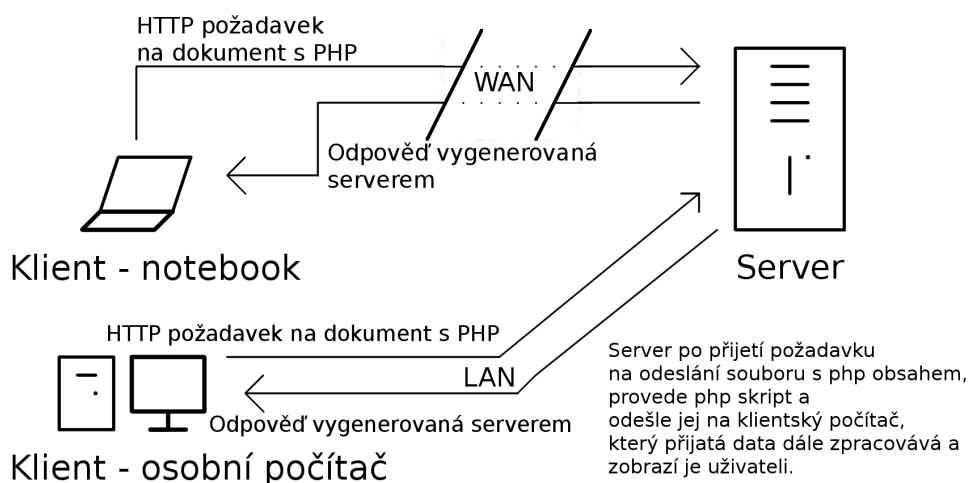 HTTP požadavek
na dokument s PHP
WAN
Odpověď vygenerovaná
serverem
Klient - notebook
Server
HTTP požadavek na dokument s PHP
LAN
Odpověď vygenerovaná serverem
Klient - osobní počítač
Server po přijetí požadavku
na odeslání souboru s php obsahem,
provede php skript a
odešle jej na klientský počítač,
který přijatá data dále zpracovává a
zobrazí je uživateli.